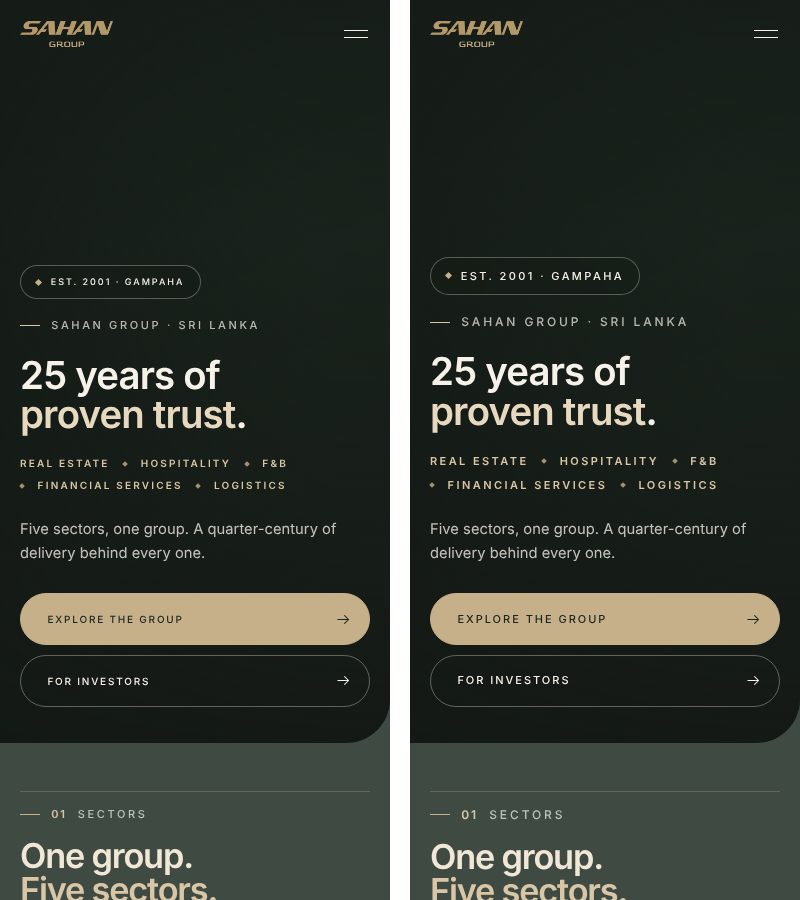 SAHAN
GROUP
EST. 2001 · GAMPAHA
SAHAN GROUP · SRI LANKA
25 years of
proven trust.
REAL ESTATE ◆ HOSPITALITY ◆ F&B
◆ FINANCIAL SERVICES ◆ LOGISTICS
Five sectors, one group. A quarter-century of
delivery behind every one.
EXPLORE THE GROUP →
FOR INVESTORS →
01 SECTORS
One group.
Five sectors.
SAHAN
GROUP
EST. 2001 · GAMPAHA
SAHAN GROUP · SRI LANKA
25 years of
proven trust.
REAL ESTATE ◆ HOSPITALITY ◆ F&B
◆ FINANCIAL SERVICES ◆ LOGISTICS
Five sectors, one group. A quarter-century of
delivery behind every one.
EXPLORE THE GROUP →
FOR INVESTORS →
01 SECTORS
One group.
Five sectors.